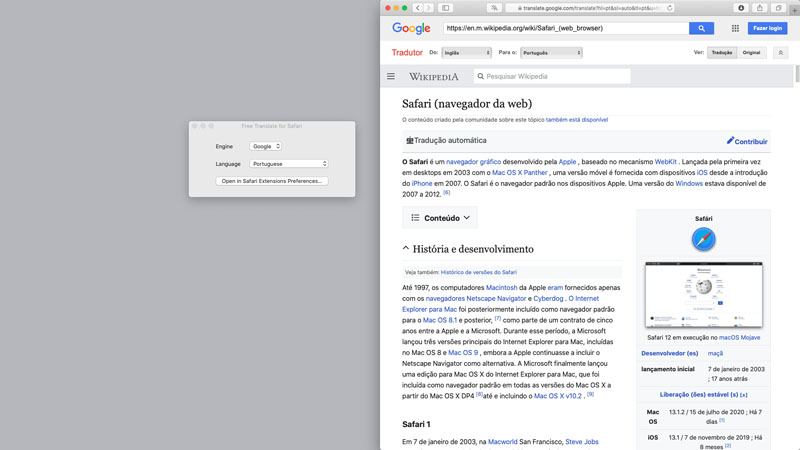 Free Translate for Safari
Engine
Google
Language
Portuguese
Open in Safari Extensions Preferences...
Google
https://en.m.wikipedia.org/wiki/Safari_(web_browser)
Fazer login
Tradutor
Do:
Inglês
Para o:
Português
Ver:
Tradução
Original
WIKIPEDIA
Pesquisar Wikipedia
Safari (navegador da web)
O conteúdo criado pela comunidade sobre este tópico também está disponível
Tradução automática
Contribuir
O Safari é um navegador gráfico desenvolvido pela Apple , baseado no mecanismo WebKit . Lançada pela primeira vez
em desktops em 2003 com o Mac OS X Panther , uma versão móvel é fornecida com dispositivos iOS desde a introdução
do iPhone em 2007. O Safari é o navegador padrão nos dispositivos Apple. Uma versão do Windows estava disponível de
2007 a 2012. [6]
Conteúdo
História e desenvolvimento
Veja também: Histórico de versões do Safari
Até 1997, os computadores Macintosh da Apple eram fornecidos apenas
com os navegadores Netscape Navigator e Cyberdog . O Internet
Explorer para Mac foi posteriormente incluído como navegador padrão
para o Mac OS 8.1 e posterior, [7] como parte de um contrato de cinco
anos entre a Apple e a Microsoft. Durante esse período, a Microsoft
lançou três versões principais do Internet Explorer para Mac, incluídas
no Mac OS 8 e Mac OS 9 , embora a Apple continuasse a incluir o
Netscape Navigator como alternativa. A Microsoft finalmente lançou
uma edição para Mac OS X do Internet Explorer para Mac, que foi
incluída como navegador padrão em todas as versões do Mac OS X a
partir do Mac OS X DP4 [8]até e incluindo o Mac OS X v10.2 . [9]
Safari 1
Em 7 de janeiro de 2003, na Macworld San Francisco, Steve Jobs
Safári
Safari 12 em execução no macOS Mojave
Desenvolvedor (es) maçã
lançamento inicial 7 de janeiro de 2003
; 17 anos atrás
Liberação (ões) estável (s) [±]
Mac OS 13.1.2 / 15 de julho de 2020 ; Há 7
dias [1]
iOS 13.1 / 7 de novembro de 2019 ; Há
8 meses [2]